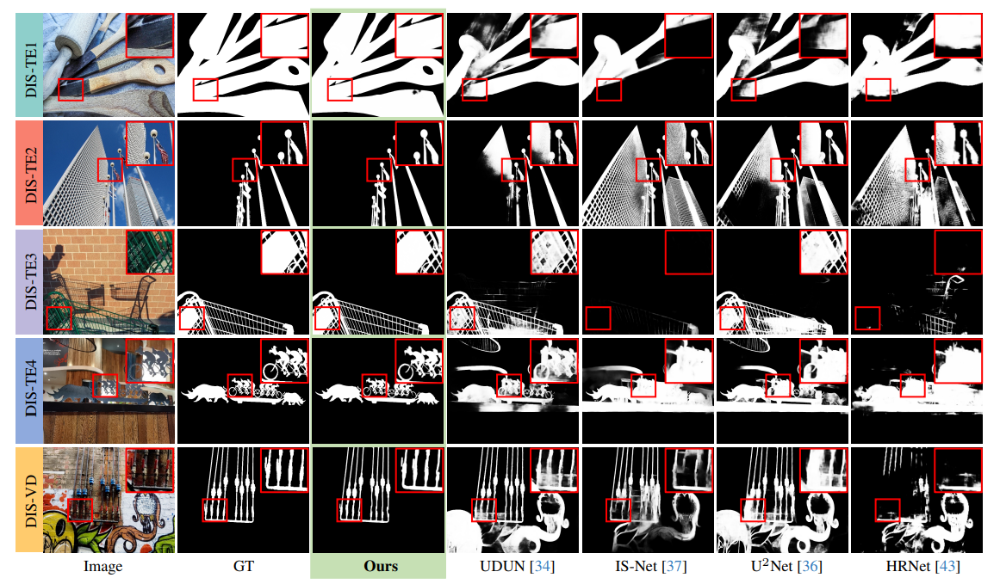 DIS-TE1
DIS-TE2
DIS-TE3
DIS-TE4
DIS-VD
Image GT Ours UDUN [34] IS-Net [37] U²Net [36] HRNet [43]